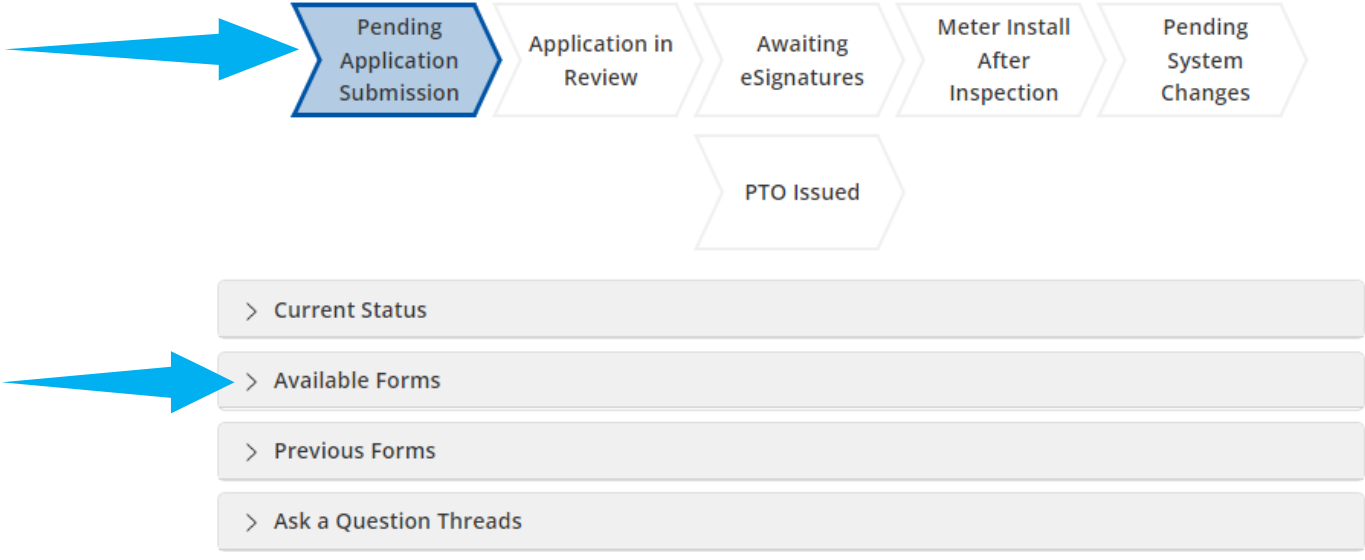 Pending
Application
Submission
Application in
Review
Awaiting
eSignatures
Meter Install
After
Inspection
Pending
System
Changes
PTO Issued
Current Status
Available Forms
Previous Forms
Ask a Question Threads